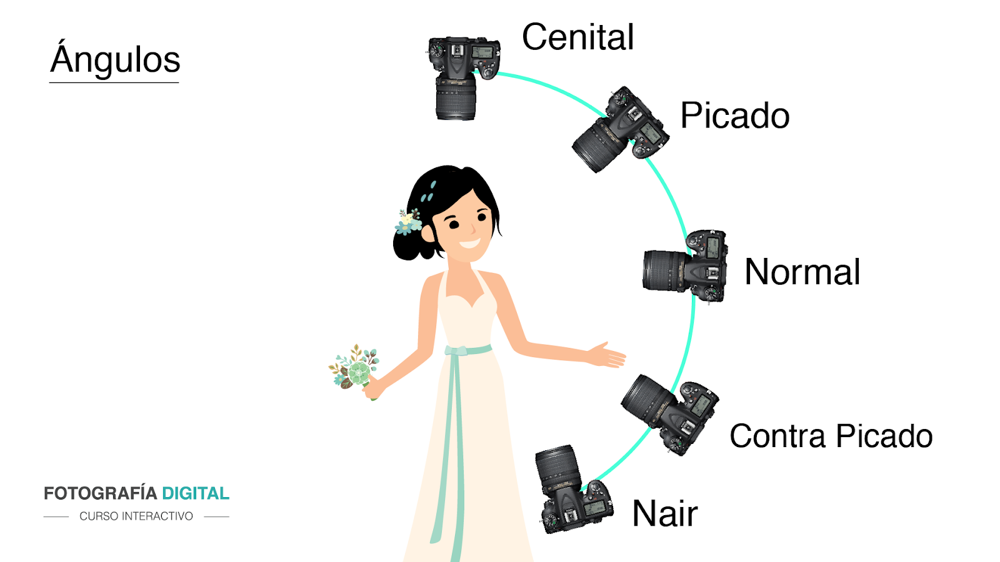 Ángulos
Cenital
Picado
Normal
Contra Picado
Nair
FOTOGRAFÍA DIGITAL
CURSO INTERACTIVO